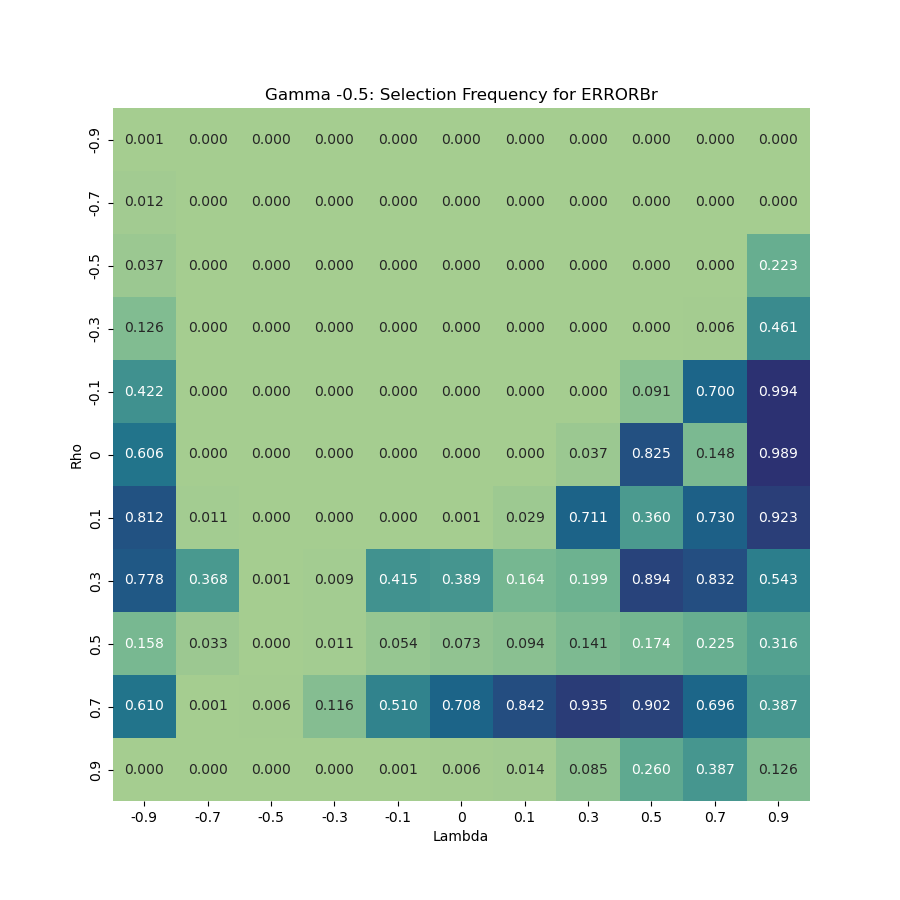 Gamma -0.5: Selection Frequency for ERRORBr
-0.9 0.001 0.000 0.000 0.000 0.000 0.000 0.000 0.000 0.000 0.000 0.000
-0.7 0.012 0.000 0.000 0.000 0.000 0.000 0.000 0.000 0.000 0.000 0.000
-0.5 0.037 0.000 0.000 0.000 0.000 0.000 0.000 0.000 0.000 0.000 0.223
-0.3 0.126 0.000 0.000 0.000 0.000 0.000 0.000 0.000 0.000 0.006 0.461
-0.1 0.422 0.000 0.000 0.000 0.000 0.000 0.000 0.000 0.091 0.700 0.994
Rho
0 0.606 0.000 0.000 0.000 0.000 0.000 0.000 0.037 0.825 0.148 0.989
0.1 0.812 0.011 0.000 0.000 0.000 0.001 0.029 0.711 0.360 0.730 0.923
0.3 0.778 0.368 0.001 0.009 0.415 0.389 0.164 0.199 0.894 0.832 0.543
0.5 0.158 0.033 0.000 0.011 0.054 0.073 0.094 0.141 0.174 0.225 0.316
0.7 0.610 0.001 0.006 0.116 0.510 0.708 0.842 0.935 0.902 0.696 0.387
0.9 0.000 0.000 0.000 0.000 0.001 0.006 0.014 0.085 0.260 0.387 0.126
-0.9 -0.7 -0.5 -0.3 -0.1 0 0.1 0.3 0.5 0.7 0.9
Lambda